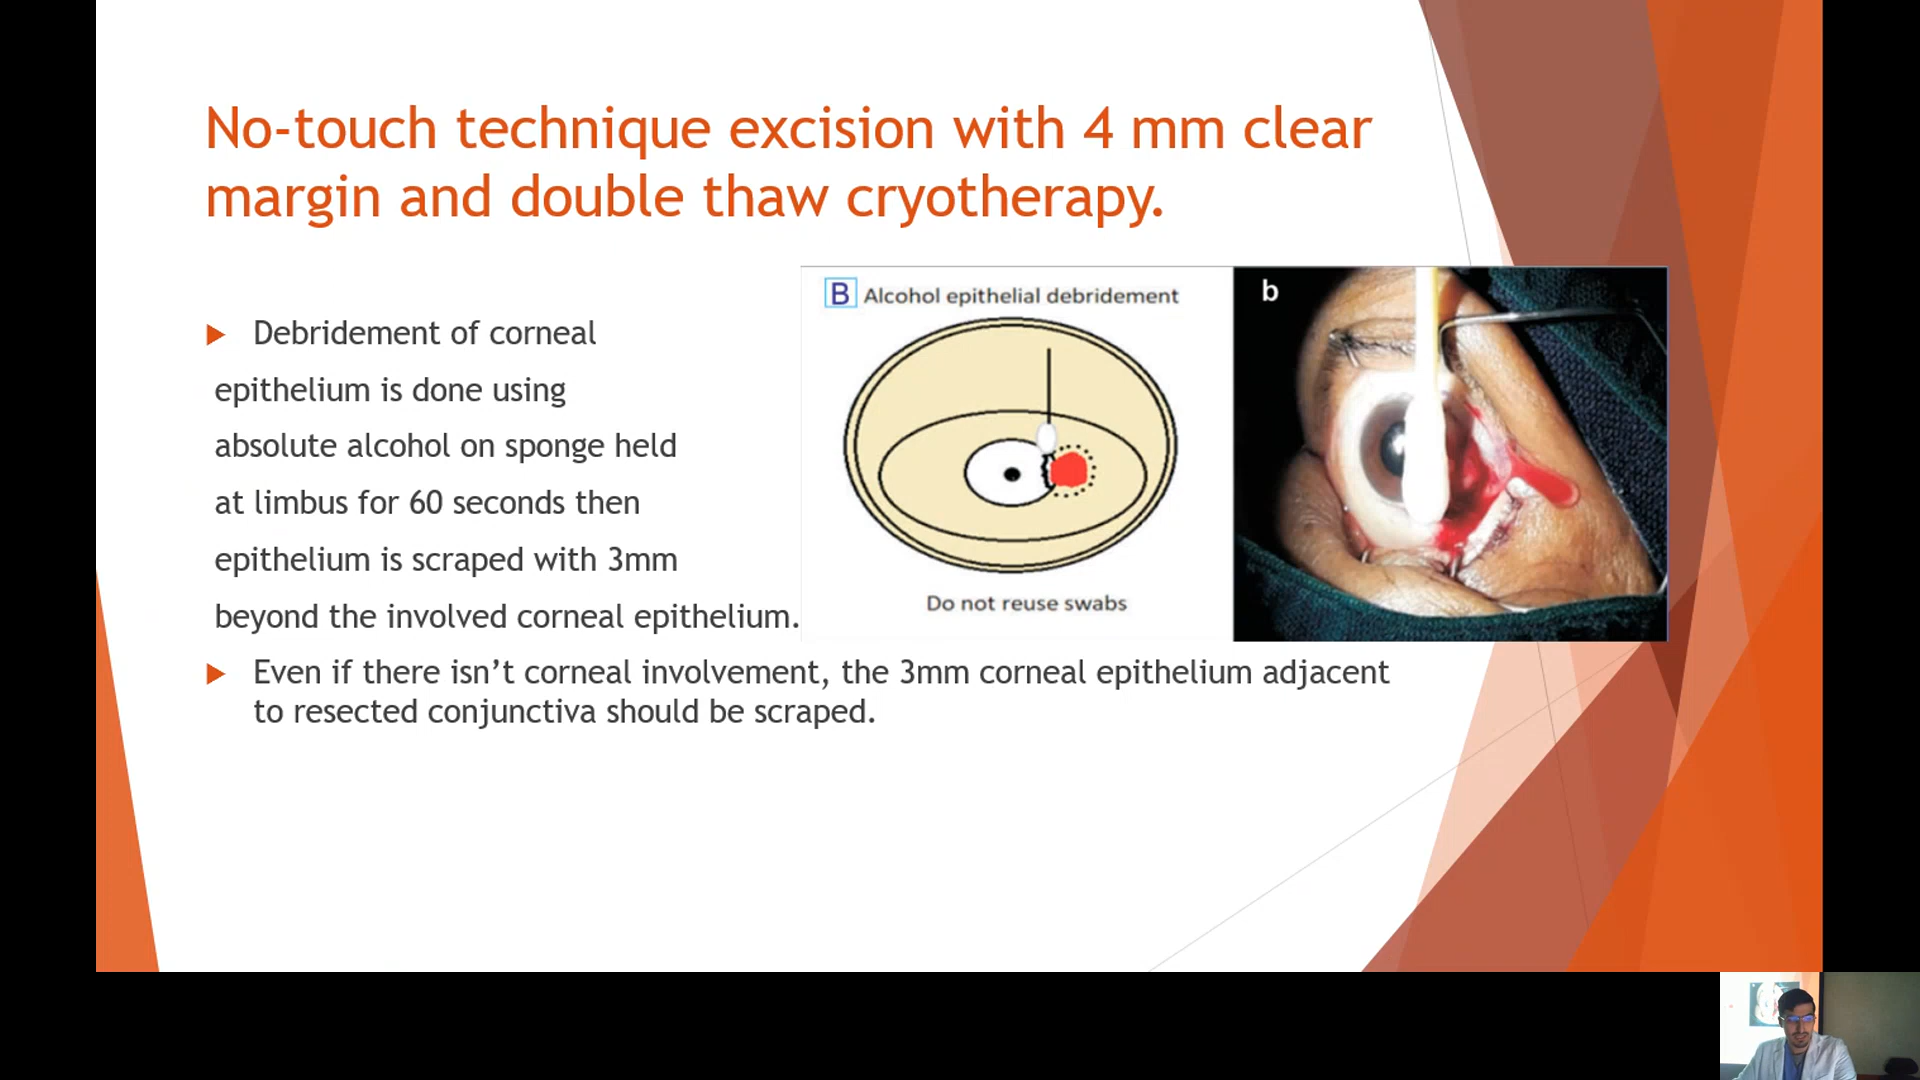 No-touch technique excision with 4 mm clear
margin and double thaw cryotherapy.
Debridement of corneal
epithelium is done using
absolute alcohol on sponge held
at limbus for 60 seconds then
epithelium is scraped with 3mm
beyond the involved corneal epithelium.
B Alcohol epithelial debridement
Do not reuse swabs
b
Even if there isn’t corneal involvement, the 3mm corneal epithelium adjacent
to resected conjunctiva should be scraped.